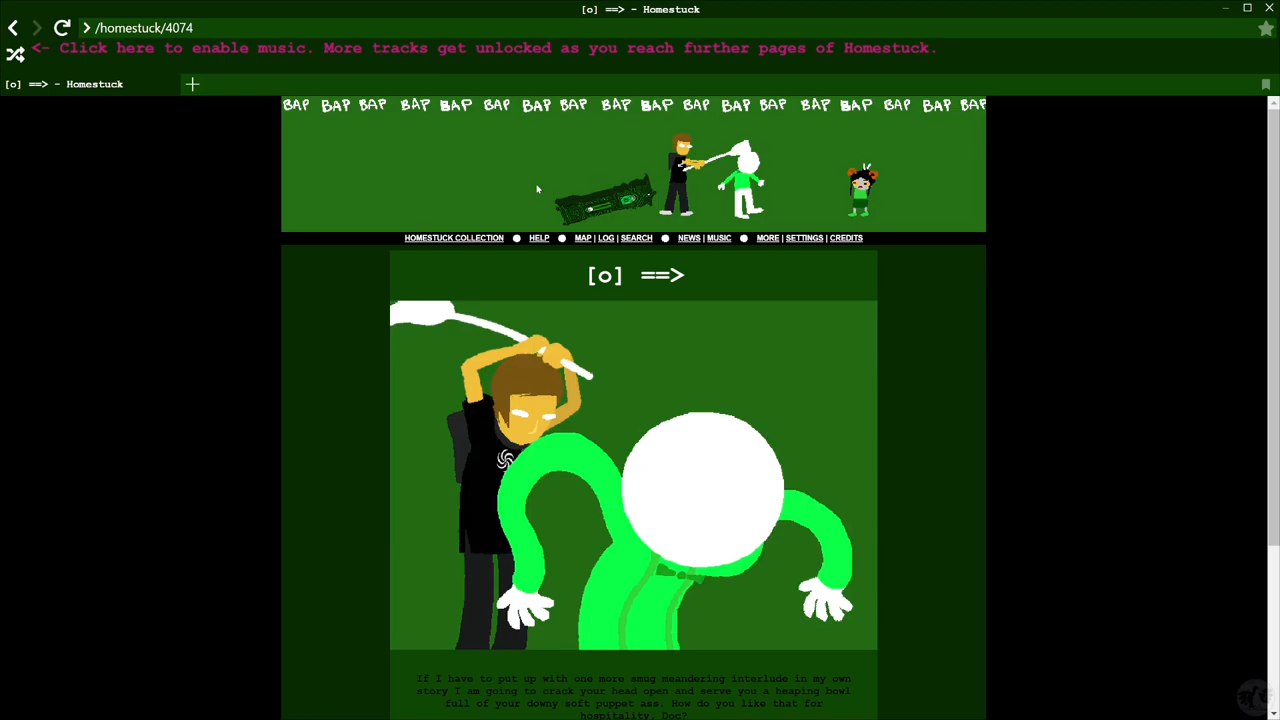 [o] ==> - Homestuck
/homestuck/4074
<- Click here to enable music. More tracks get unlocked as you reach further pages of Homestuck.
[o] ==> - Homestuck
BAP BAP BAP BAP BAP BAP BAP BAP BAP BAP BAP BAP BAP BAP BAP BAP BAP BAP
HOMESTUCK COLLECTION HELP MAP | LOG | SEARCH NEWS | MUSIC MORE | SETTINGS | CREDITS
[o] ==>
If I have to put up with one more smug meandering interlude in my own
story I am going to crack your head open and serve you a heaping bowl
full of your downy soft puppet ass. How do you like that for
hospitality, Doc?